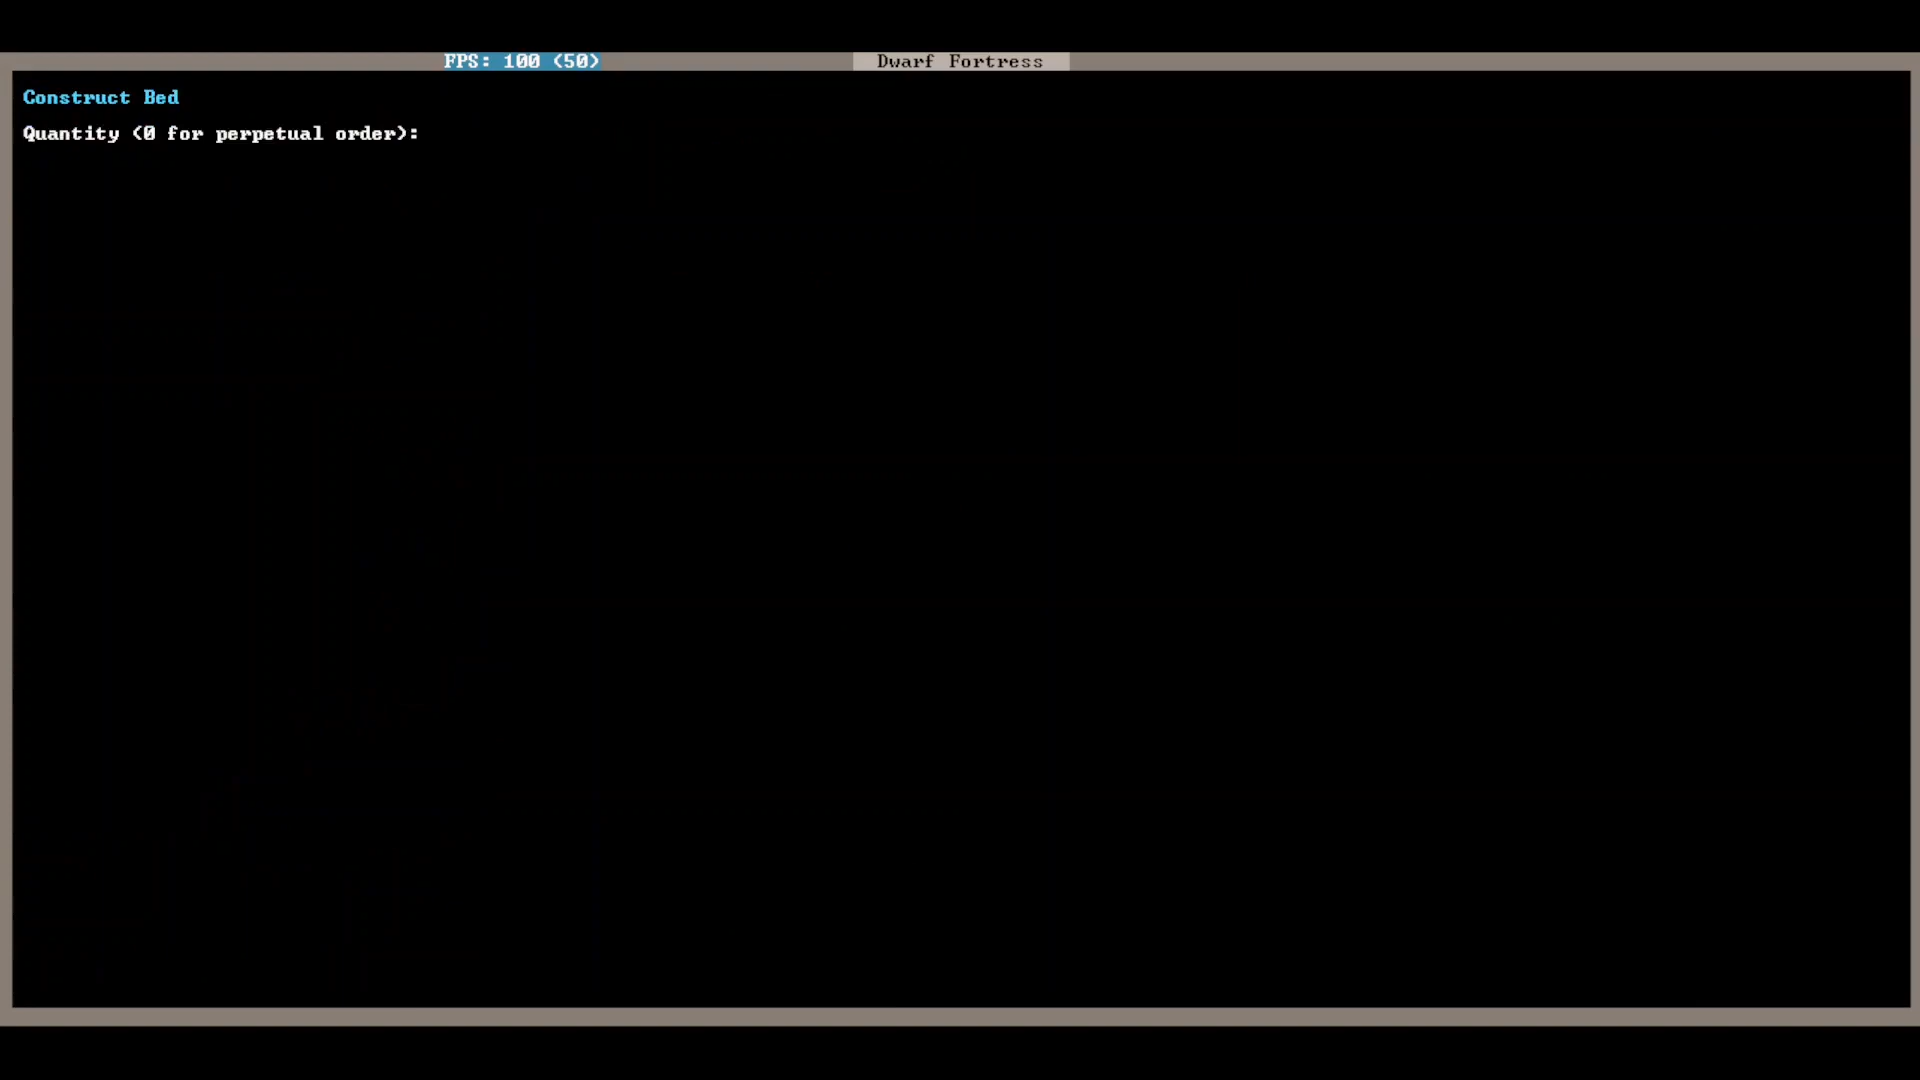 FPS: 100 (50)
Dwarf Fortress
Construct Bed
Quantity (0 for perpetual order):